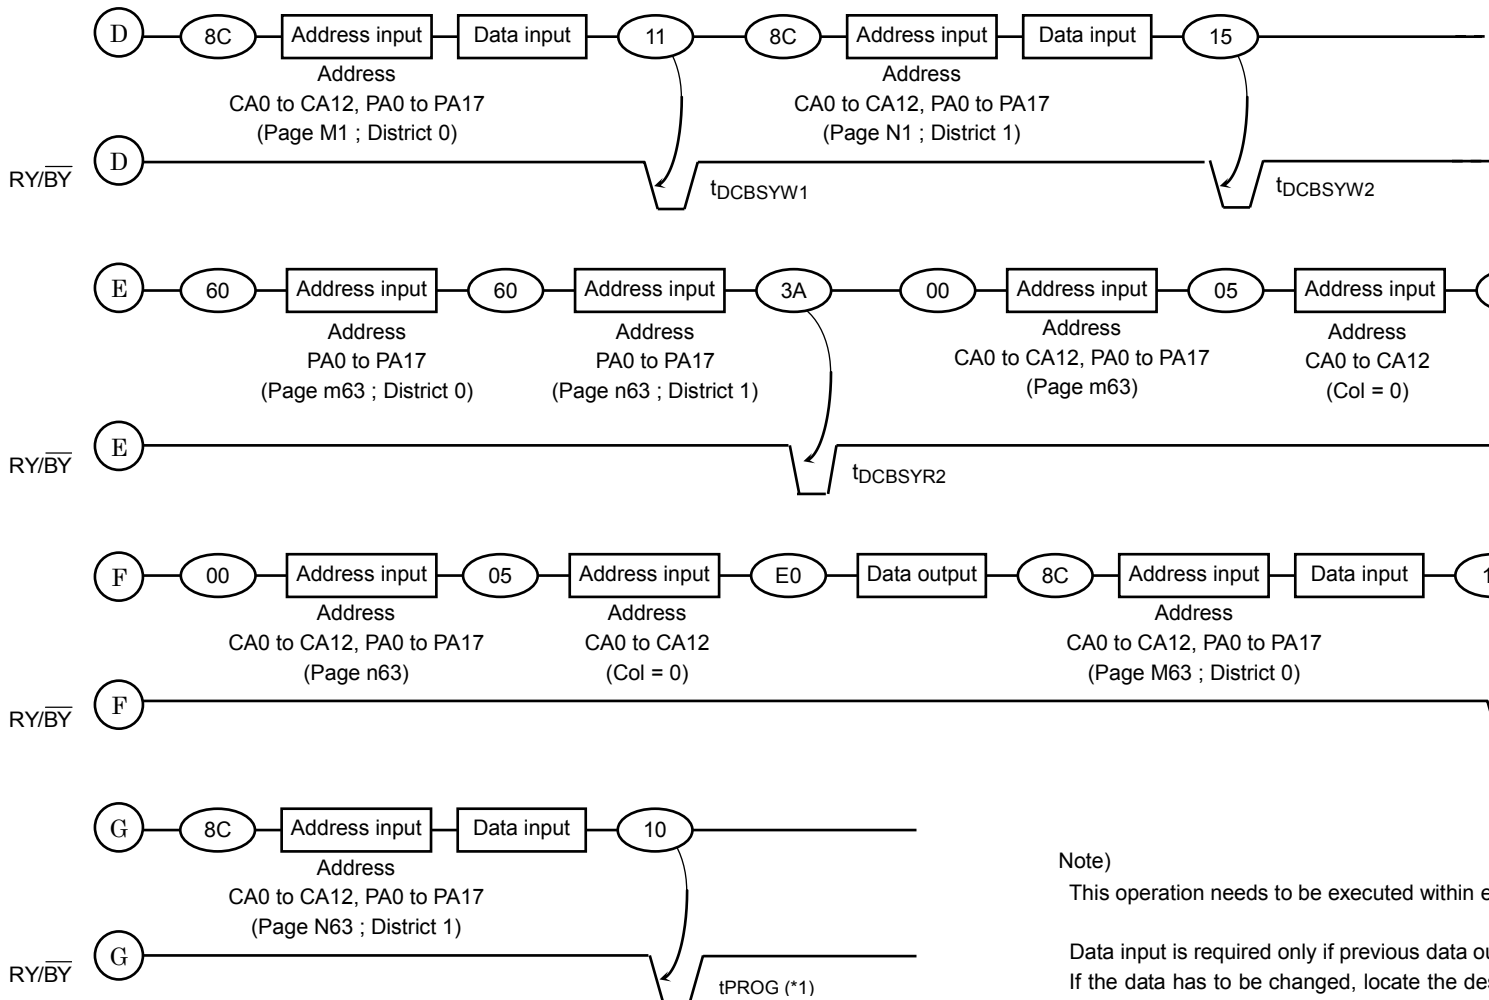 D 8C Address input Data input 11 8C Address input Data input 15
Address Address
CA0 to CA12, PA0 to PA17 CA0 to CA12, PA0 to PA17
(Page M1 ; District 0) (Page N1 ; District 1)
D
RY/BY
tDCBSYW1 tDCBSYW2
E 60 Address input 60 Address input 3A 00 Address input 05 Address input
Address Address Address Address
PA0 to PA17 PA0 to PA17 CA0 to CA12, PA0 to PA17 CA0 to CA12
(Page m63 ; District 0) (Page n63 ; District 1) (Page m63) (Col = 0)
E
RY/BY
tDCBSYR2
F 00 Address input 05 Address input E0 Data output 8C Address input Data input 1
Address Address Address
CA0 to CA12, PA0 to PA17 CA0 to CA12 CA0 to CA12, PA0 to PA17
(Page n63) (Col = 0) (Page M63 ; District 0)
F
RY/BY
G 8C Address input Data input 10
Address
CA0 to CA12, PA0 to PA17
(Page N63 ; District 1)
G
RY/BY
tPROG (*1)
Note)
This operation needs to be executed within
Data input is required only if previous data
If the data has to be changed, locate the